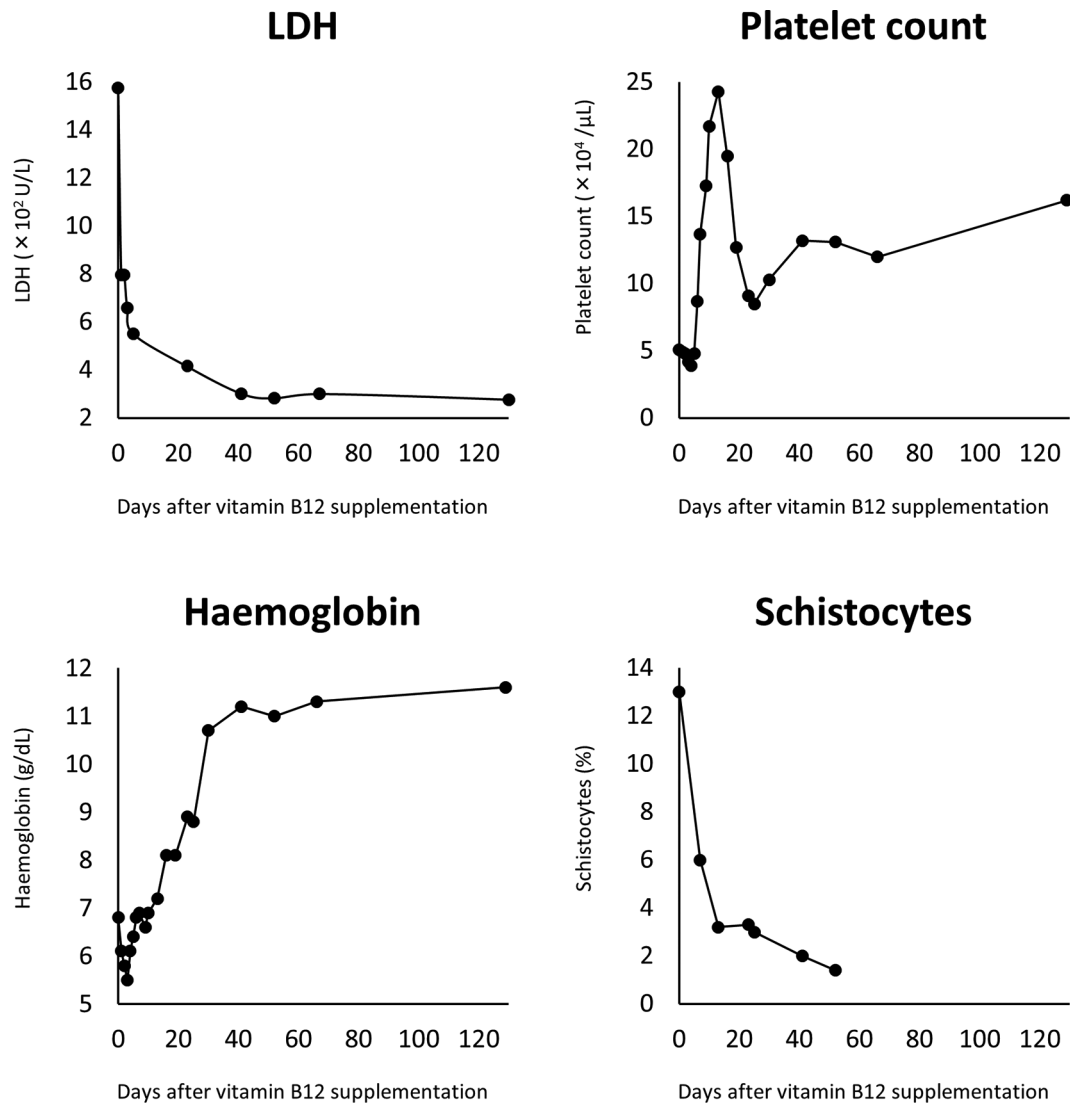 LDH
LDH ( × 10² U/L)
16
14
12
10
8
6
4
2
0 20 40 60 80 100 120
Days after vitamin B12 supplementation
Platelet count
Platelet count ( × 10⁴ /μL)
25
20
15
10
5
0
0 20 40 60 80 100 120
Days after vitamin B12 supplementation
Haemoglobin
Haemoglobin (g/dL)
12
11
10
9
8
7
6
5
0 20 40 60 80 100 120
Days after vitamin B12 supplementation
Schistocytes
Schistocytes (%)
14
12
10
8
6
4
2
0
0 20 40 60 80 100 120
Days after vitamin B12 supplementation